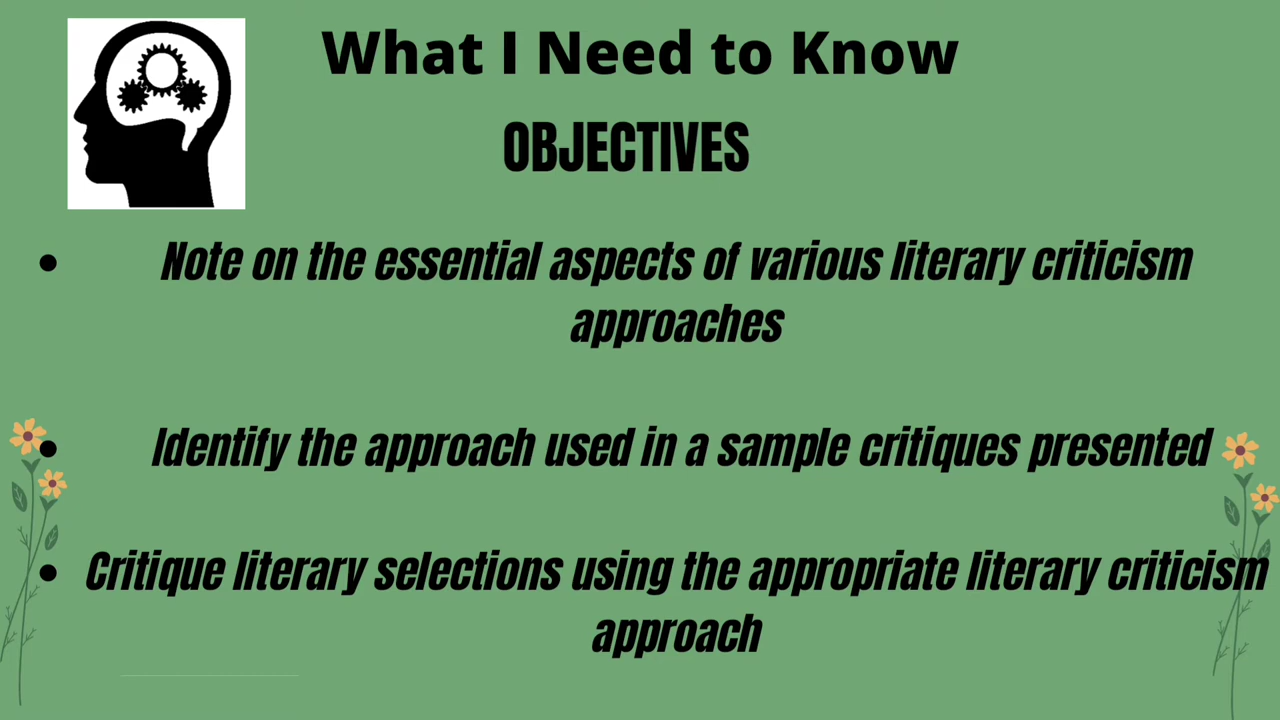 What I Need to Know
OBJECTIVES
• Note on the essential aspects of various literary criticism
approaches
• Identify the approach used in a sample critiques presented
• Critique literary selections using the appropriate literary criticism
approach